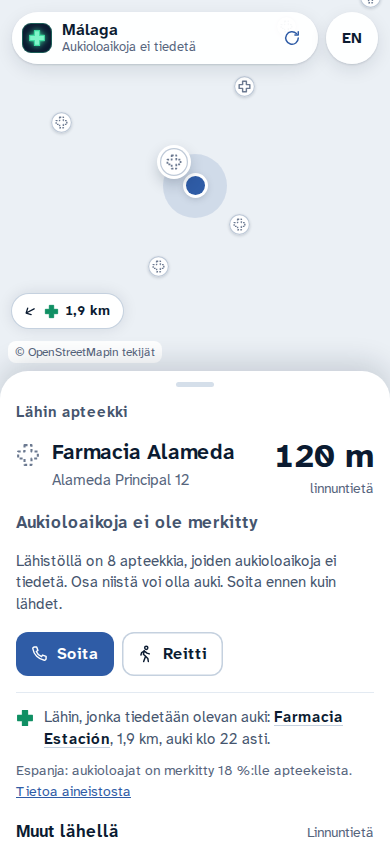 Málaga
Aukioloaikoja ei tiedetä
EN
1,9 km
© OpenStreetMapin tekijät
Lähin apteekki
Farmacia Alameda
120 m
Alameda Principal 12
linnuntietä
Aukioloaikoja ei ole merkitty
Lähistöllä on 8 apteekkia, joiden aukioloaikoja ei
tiedetä. Osa niistä voi olla auki. Soita ennen kuin
lähdet.
Soita
Reitti
Lähin, jonka tiedetään olevan auki: Farmacia
Estación, 1,9 km, auki klo 22 asti.
Espanja: aukioloajat on merkitty 18 %:lle apteekeista.
Tietoa aineistosta
Muut lähellä
Linnuntietä